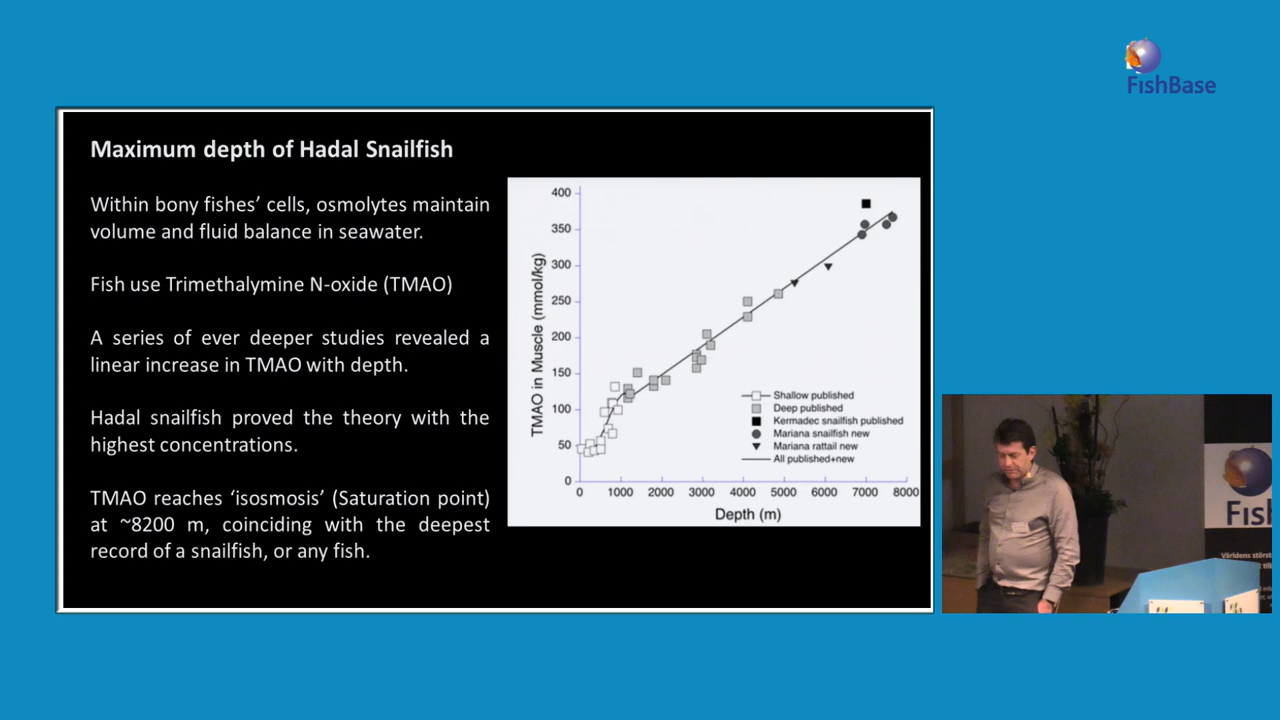 FishBase
Maximum depth of Hadal Snailfish
Within bony fishes’ cells, osmolytes maintain
volume and fluid balance in seawater.
Fish use Trimethalymine N-oxide (TMAO)
A series of ever deeper studies revealed a
linear increase in TMAO with depth.
Hadal snailfish proved the theory with the
highest concentrations.
TMAO reaches ‘isosmosis’ (Saturation point)
at ~8200 m, coinciding with the deepest
record of a snailfish, or any fish.
TMAO in Muscle (mmol/kg)
400
350
300
250
200
150
100
50
0
Shallow published
Deep published
Kermadec snailfish published
Mariana snailfish new
Mariana rattail new
All published+new
0 1000 2000 3000 4000 5000 6000 7000 8000
Depth (m)
Fis
Världens störst